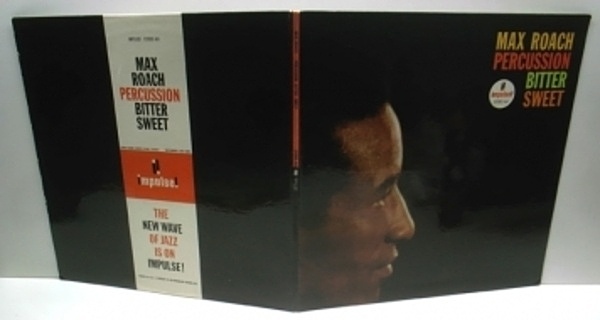 MAX
ROACH
PERCUSSION
BITTER
SWEET
impulse!
THE
NEW WAVE
OF JAZZ
IS ON
IMPULSE!
MAX ROACH
PERCUSSION
BITTER
SWEET
impulse!